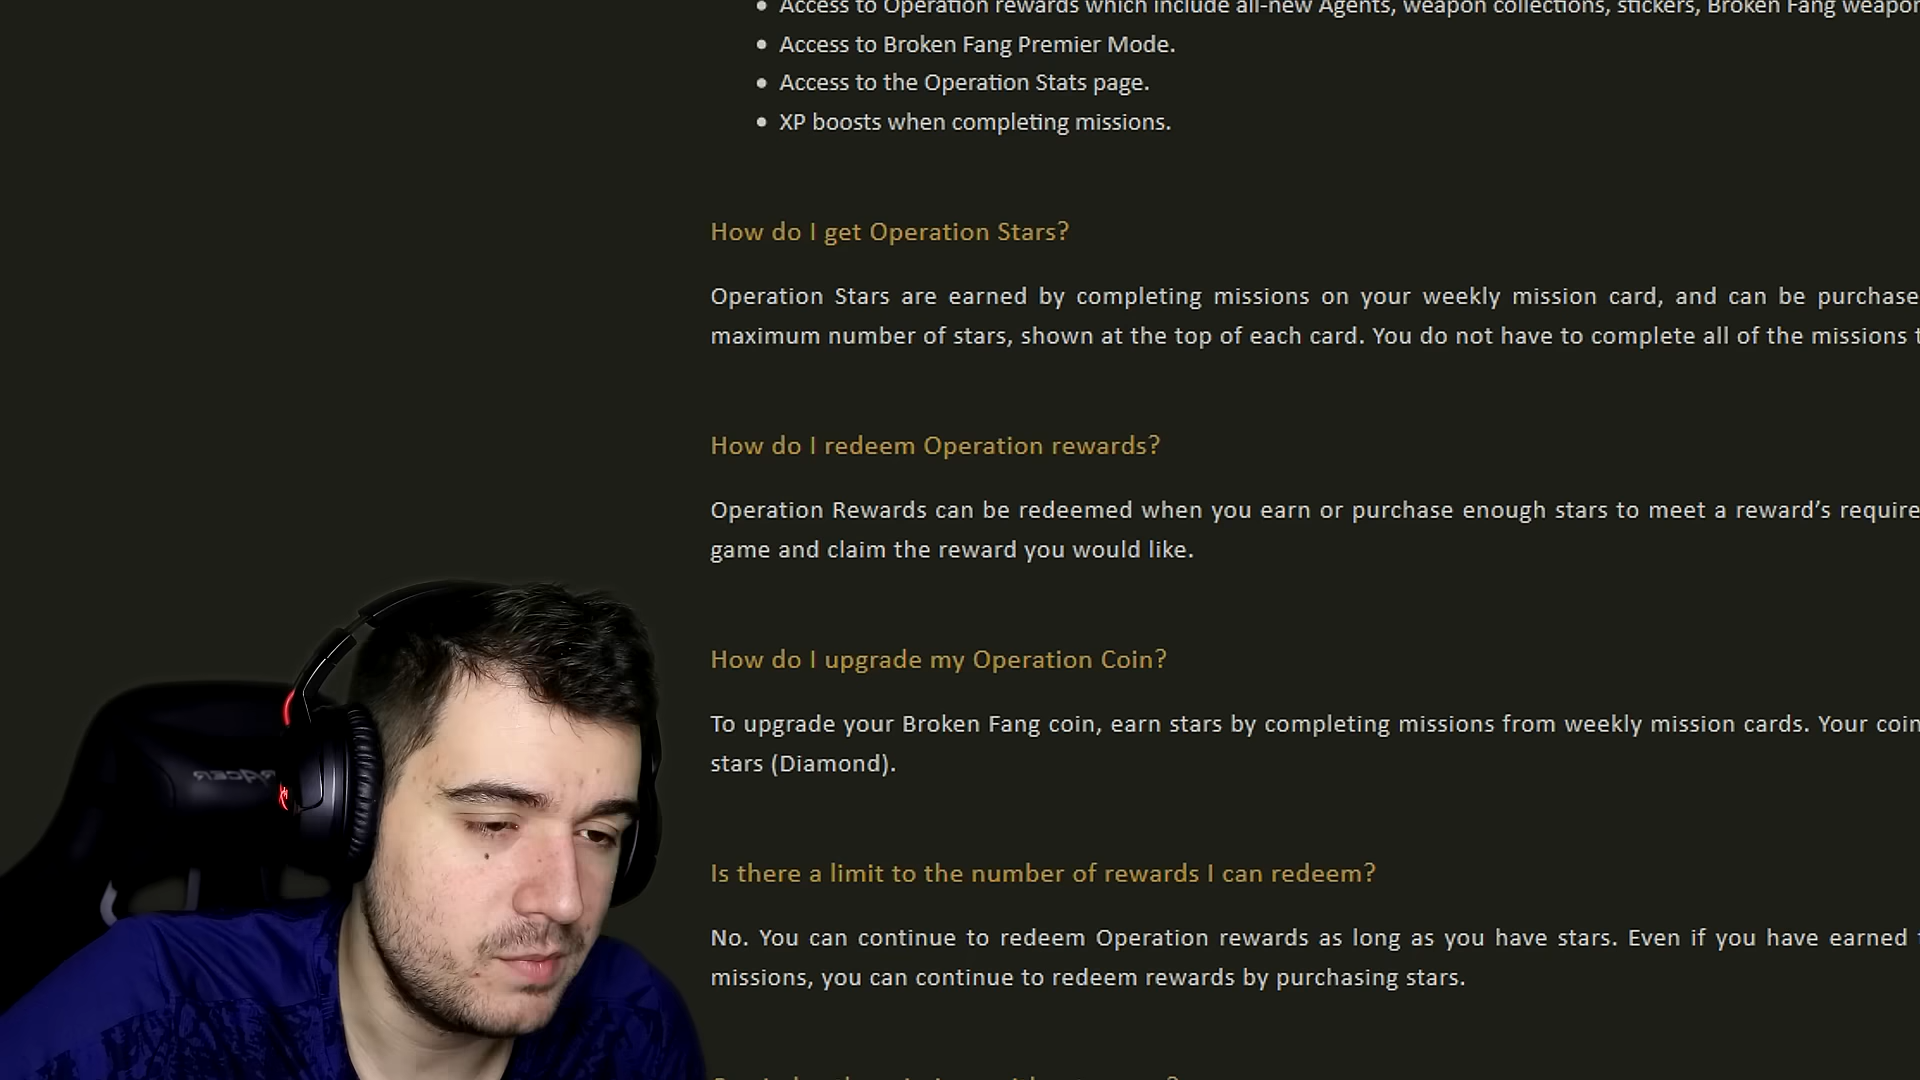 Access to Operation rewards which include all-new Agents, weapon collections, stickers, Broken Fang weapon
Access to Broken Fang Premier Mode.
Access to the Operation Stats page.
XP boosts when completing missions.
How do I get Operation Stars?
Operation Stars are earned by completing missions on your weekly mission card, and can be purchase
maximum number of stars, shown at the top of each card. You do not have to complete all of the missions
How do I redeem Operation rewards?
Operation Rewards can be redeemed when you earn or purchase enough stars to meet a reward’s require
game and claim the reward you would like.
How do I upgrade my Operation Coin?
To upgrade your Broken Fang coin, earn stars by completing missions from weekly mission cards. Your coin
stars (Diamond).
Is there a limit to the number of rewards I can redeem?
No. You can continue to redeem Operation rewards as long as you have stars. Even if you have earned
missions, you can continue to redeem rewards by purchasing stars.